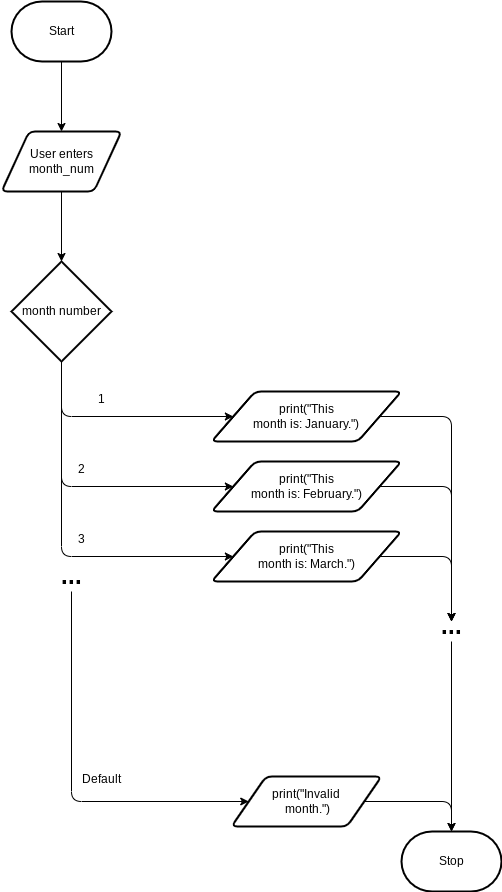 Start
User enters
month_num
month number
1
print("This
month is: January.")
2
print("This
month is: February.")
3
print("This
month is: March.")
...
...
Default
print("Invalid
month.")
Stop